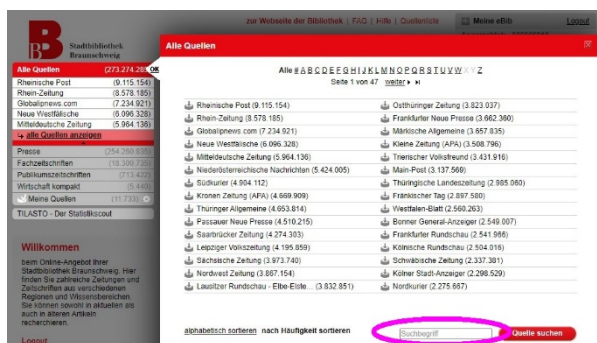 zur Webseite der Bibliothek | FAQ | Hilfe | Quellenliste
Meine eBib
Logout
Stadtbibliothek
Braunschweig
Alle Quellen
Alle Quellen (273.274.28 OK
Rheinische Post (9.115.154)
Rhein-Zeitung (8.578.185)
Globalipnews.com (7.234.921)
Neue Westfälische (6.096.328)
Mitteldeutsche Zeitung (5.964.136)
alle Quellen anzeigen
Presse
Fachzeitschriften (18.300.735)
Publikumszeitschriften (713.422)
Wirtschaft kompakt (5.449)
Meine Quellen (11.733)
TILASTO - Der Statistikscout
Willkommen
beim Online-Angebot Ihrer
Stadtbibliothek Braunschweig. Hier
finden Sie zahlreiche Zeitungen und
Zeitschriften aus verschiedenen
Regionen und Wissensbereichen.
Sie können sowohl in aktuellen als
auch in älteren Artikeln
recherchieren.
Logout
Alle # A B C D E F G H I J K L M N O P Q R S T U V W X Y Z
Seite 1 von 47 weiter
Rheinische Post (9.115.154)
Rhein-Zeitung (8.578.185)
Globalipnews.com (7.234.921)
Neue Westfälische (6.096.328)
Mitteldeutsche Zeitung (5.964.136)
Niederösterreichische Nachrichten (5.424.005)
Südkurier (4.904.112)
Kronen Zeitung (APA) (4.669.909)
Thüringer Allgemeine (4.653.814)
Passauer Neue Presse (4.510.215)
Saarbrücker Zeitung (4.274.303)
Leipziger Volkszeitung (4.195.859)
Sächsische Zeitung (3.973.740)
Nordwest Zeitung (3.867.154)
Lausitzer Rundschau - Elbe-Elste... (3.832.851)
Ostthüringer Zeitung (3.823.037)
Frankfurter Neue Presse (3.662.360)
Märkische Allgemeine (3.657.835)
Kleine Zeitung (APA) (3.508.796)
Trierischer Volksfreund (3.431.916)
Main-Post (3.137.569)
Thüringische Landeszeitung (2.985.060)
Fränkischer Tag (2.897.580)
Westfalen-Blatt (2.560.263)
Bonner General-Anzeiger (2.549.007)
Frankfurter Rundschau (2.541.966)
Kölnische Rundschau (2.504.016)
Schwäbische Zeitung (2.337.381)
Kölner Stadt-Anzeiger (2.298.529)
Nordkurier (2.275.667)
alphabetisch sortieren nach Häufigkeit sortieren
Suchbegriff
Quelle suchen